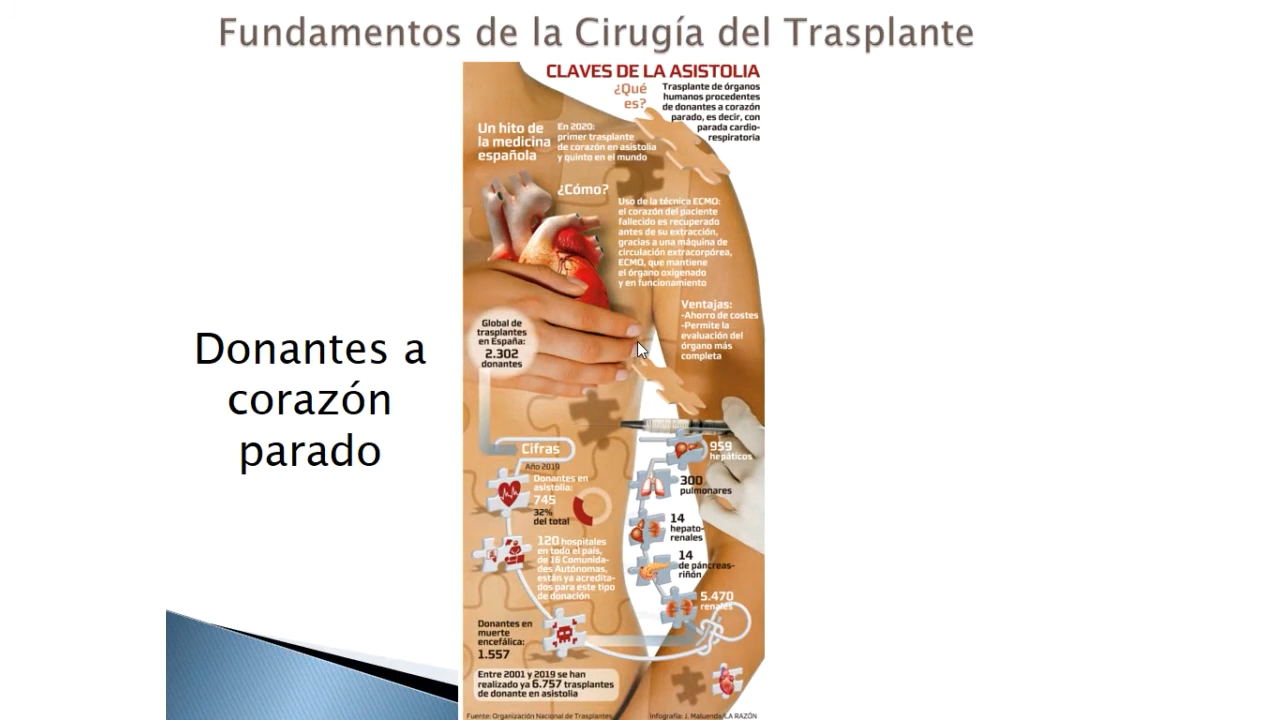 Fundamentos de la Cirugía del Trasplante
Donantes a
corazón
parado
CLAVES DE LA ASISTOLIA
¿Qué
es?
Trasplante de órganos
humanos procedentes
de donantes a corazón
parado, es decir, con
parada cardio-
respiratoria
Un hito de
la medicina
española
En 2020:
primer trasplante
de corazón en asistolia
y quinto en el mundo
¿Cómo?
Uso de la técnica ECMO:
el corazón del paciente
fallecido es recuperado
antes de su extracción,
gracias a una máquina de
circulación extracorpórea,
ECMO, que mantiene
el órgano oxigenado
y en funcionamiento
Ventajas:
-Ahorro de costes
-Permite la
evaluación del
órgano más
completa
Global de
trasplantes
en España:
2.302
donantes
Cifras
Año 2019
Donantes en
asistolia:
745
32%
del total
120 hospitales
en todo el país,
de 16 Comunida-
des Autónomas,
están ya acredita-
dos para este tipo
de donación
Donantes en
muerte
encefálica:
1.557
959
hepáticos
300
pulmonares
14
hepato-
renales
14
de páncreas-
riñón
5.470
renales
Entre 2001 y 2019 se han
realizado ya 6.757 trasplantes
de donante en asistolia
Fuente: Organización Nacional de Trasplantes
Infografía: J. Maluenda/LA RAZÓN